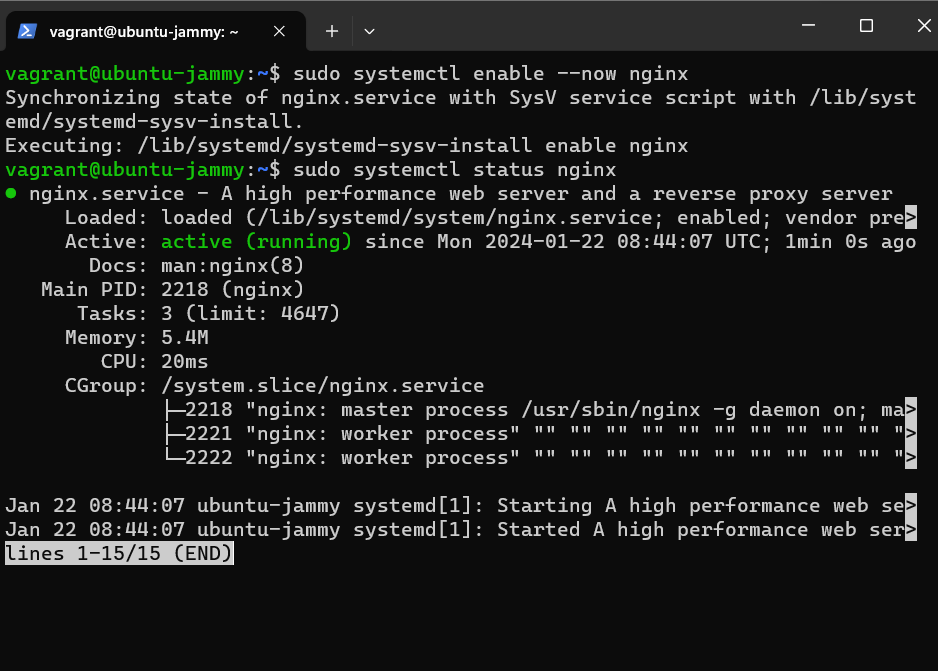 vagrant@ubuntu-jammy: ~
vagrant@ubuntu-jammy:~$ sudo systemctl enable --now nginx
Synchronizing state of nginx.service with SysV service script with /lib/syst
emd/systemd-sysv-install.
Executing: /lib/systemd/systemd-sysv-install enable nginx
vagrant@ubuntu-jammy:~$ sudo systemctl status nginx
● nginx.service - A high performance web server and a reverse proxy server
     Loaded: loaded (/lib/systemd/system/nginx.service; enabled; vendor pre>
     Active: active (running) since Mon 2024-01-22 08:44:07 UTC; 1min 0s ago
       Docs: man:nginx(8)
   Main PID: 2218 (nginx)
      Tasks: 3 (limit: 4647)
     Memory: 5.4M
        CPU: 20ms
     CGroup: /system.slice/nginx.service
             ├─2218 "nginx: master process /usr/sbin/nginx -g daemon on; ma>
             ├─2221 "nginx: worker process" "" "" "" "" "" "" "" "" "" "" ">
             └─2222 "nginx: worker process" "" "" "" "" "" "" "" "" "" "" ">

Jan 22 08:44:07 ubuntu-jammy systemd[1]: Starting A high performance web se>
Jan 22 08:44:07 ubuntu-jammy systemd[1]: Started A high performance web ser>
lines 1-15/15 (END)